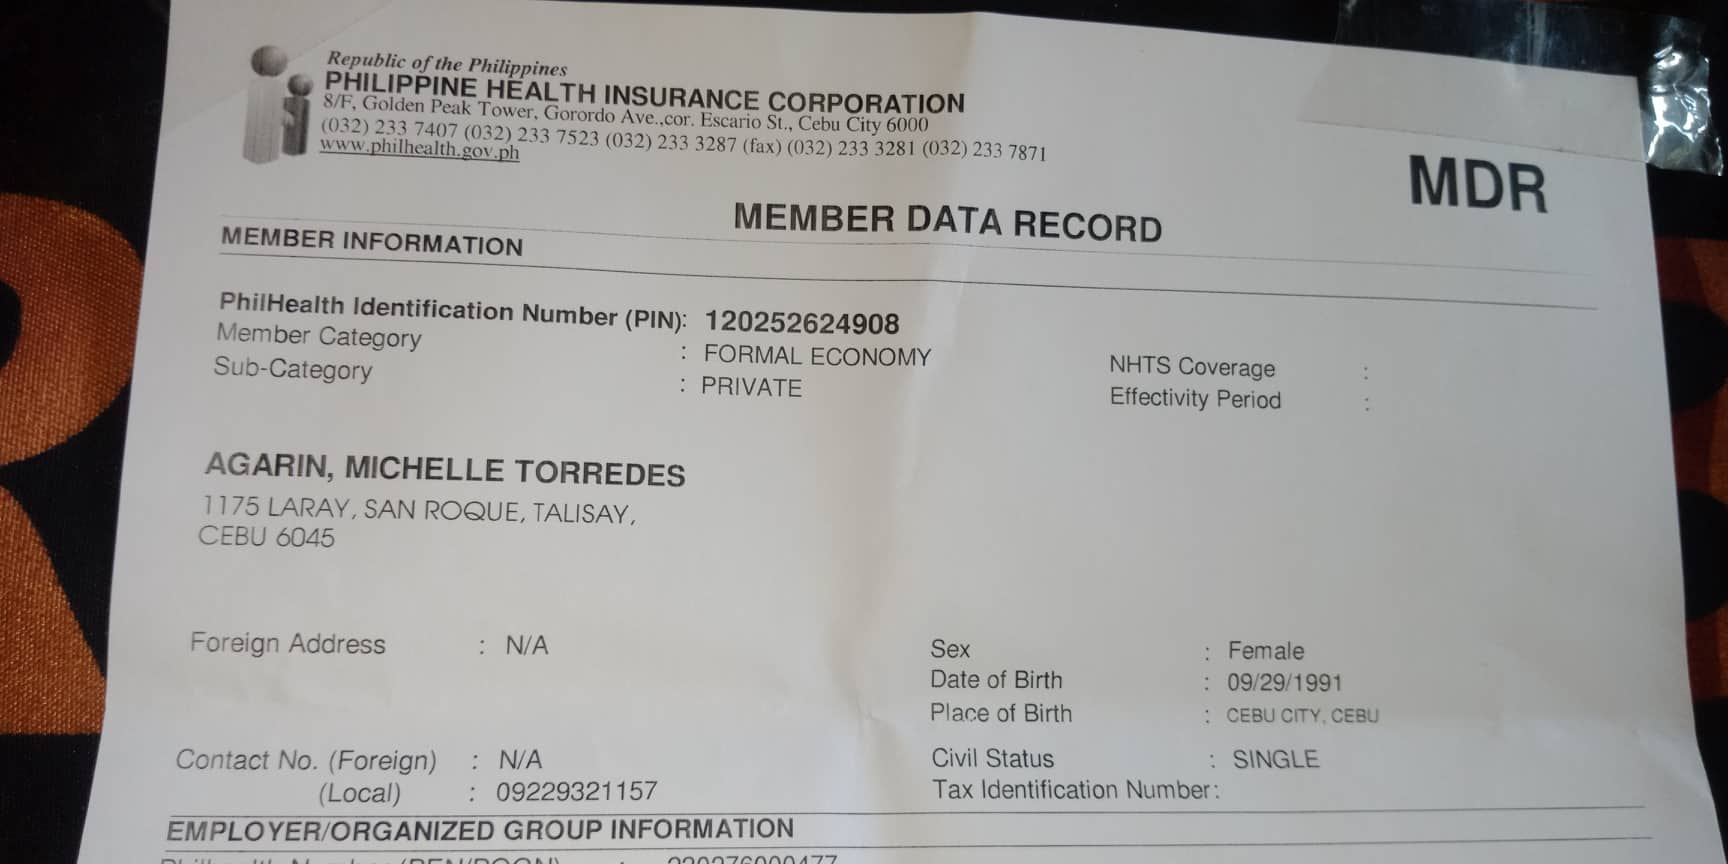 Republic of the Philippines
PHILIPPINE HEALTH INSURANCE CORPORATION
8/F, Golden Peak Tower, Gorordo Ave.,cor. Escario St., Cebu City 6000
(032) 233 7407 (032) 233 7523 (032) 233 3287 (fax) (032) 233 3281 (032) 233 7871
www.philhealth.gov.ph
MDR
MEMBER DATA RECORD
MEMBER INFORMATION
PhilHealth Identification Number (PIN): 120252624908
Member Category : FORMAL ECONOMY
Sub-Category : PRIVATE
NHTS Coverage :
Effectivity Period :
AGARIN, MICHELLE TORREDES
1175 LARAY, SAN ROQUE, TALISAY,
CEBU 6045
Foreign Address : N/A
Sex : Female
Date of Birth : 09/29/1991
Place of Birth : CEBU CITY, CEBU
Contact No. (Foreign) : N/A
(Local) : 09229321157
Civil Status : SINGLE
Tax Identification Number:
EMPLOYER/ORGANIZED GROUP INFORMATION